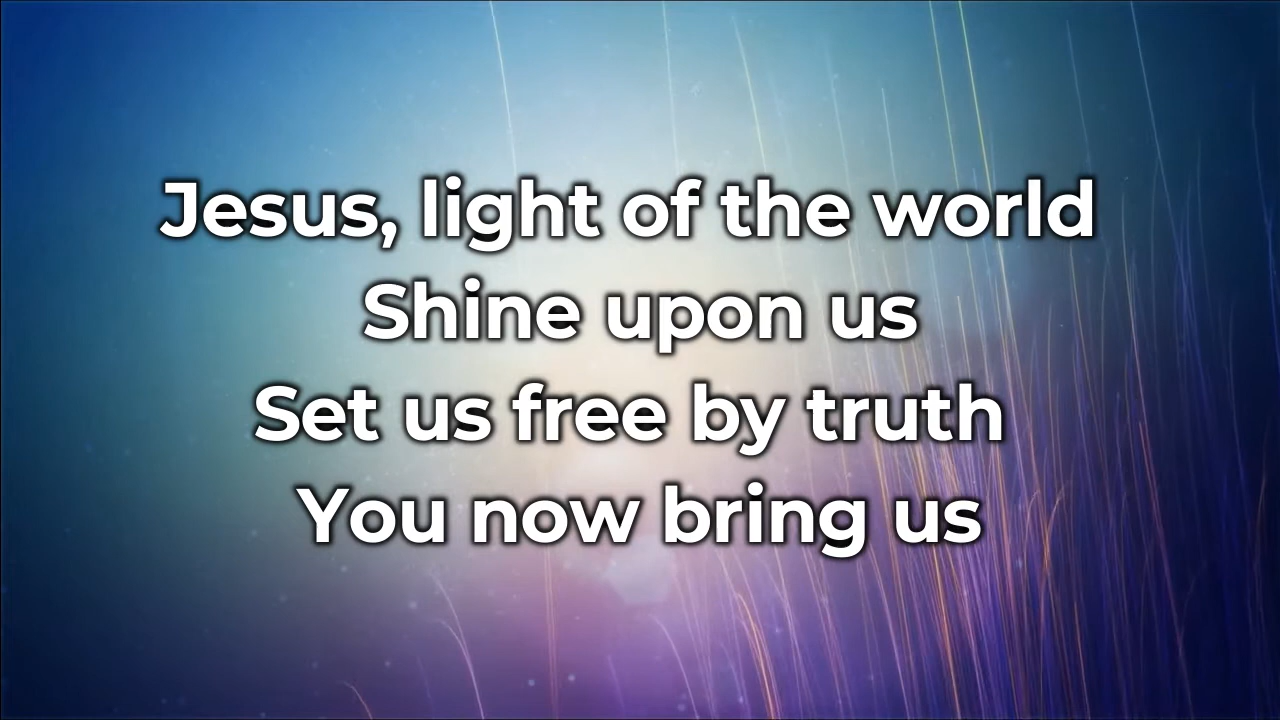 Jesus, light of the world
Shine upon us
Set us free by truth
You now bring us